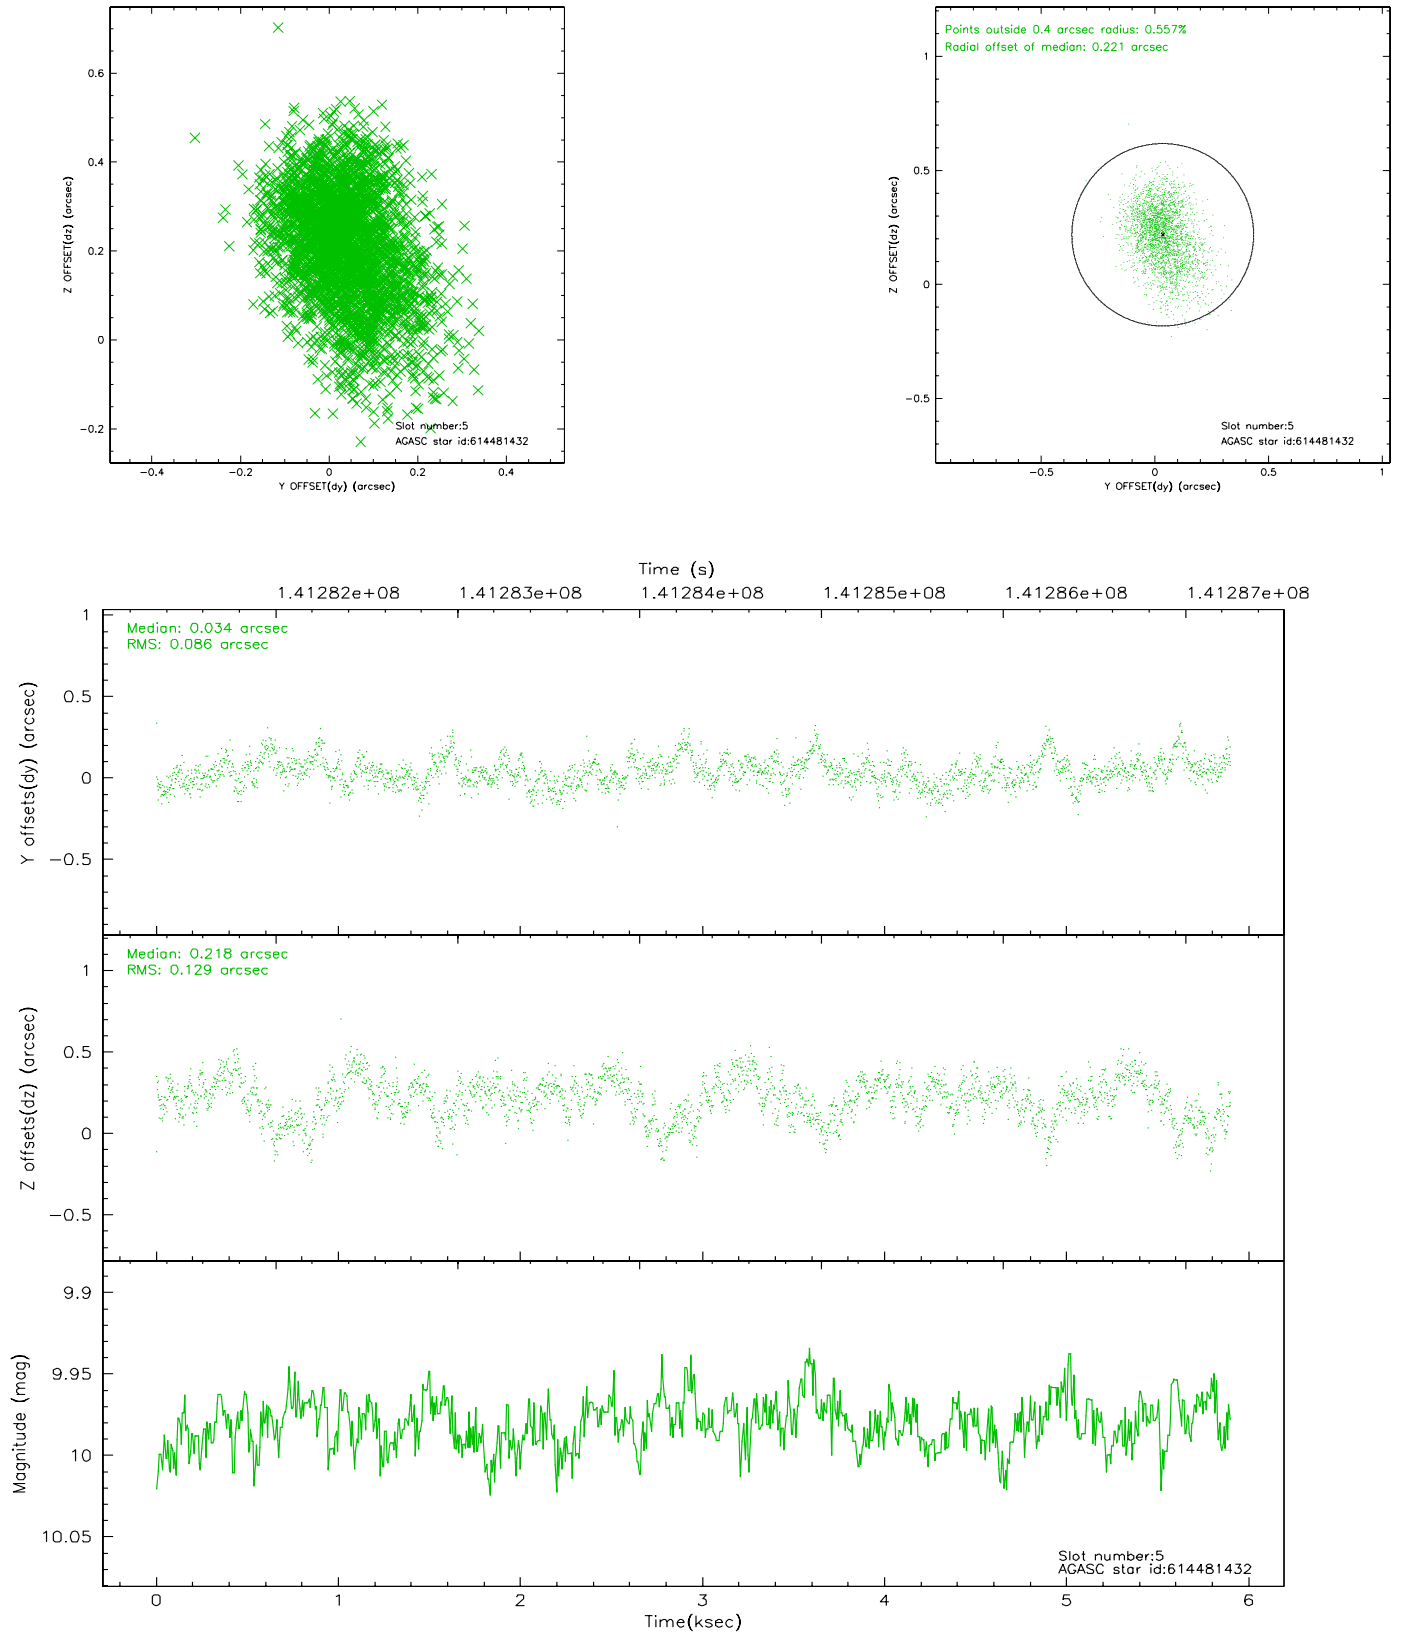 0.6
0.4
0.2
0
−0.2
Z OFFSET(dz) (arcsec)
Slot number:5
AGASC star id:614481432
−0.4 −0.2 0 0.2 0.4
Y OFFSET(dy) (arcsec)
Points outside 0.4 arcsec radius: 0.557%
Radial offset of median: 0.221 arcsec
1
0.5
0
−0.5
Z OFFSET(dz) (arcsec)
Slot number:5
AGASC star id:614481432
−0.5 0 0.5 1
Y OFFSET(dy) (arcsec)
Time (s)
1.41282e+08 1.41283e+08 1.41284e+08 1.41285e+08 1.41286e+08 1.41287e+08
Median: 0.034 arcsec
RMS: 0.086 arcsec
1
0.5
0
−0.5
Y offsets(dy) (arcsec)
Median: 0.218 arcsec
RMS: 0.129 arcsec
1
0.5
0
−0.5
Z offsets(dz) (arcsec)
9.9
9.95
10
10.05
Magnitude (mag)
Slot number:5
AGASC star id:614481432
0 1 2 3 4 5 6
Time(ksec)